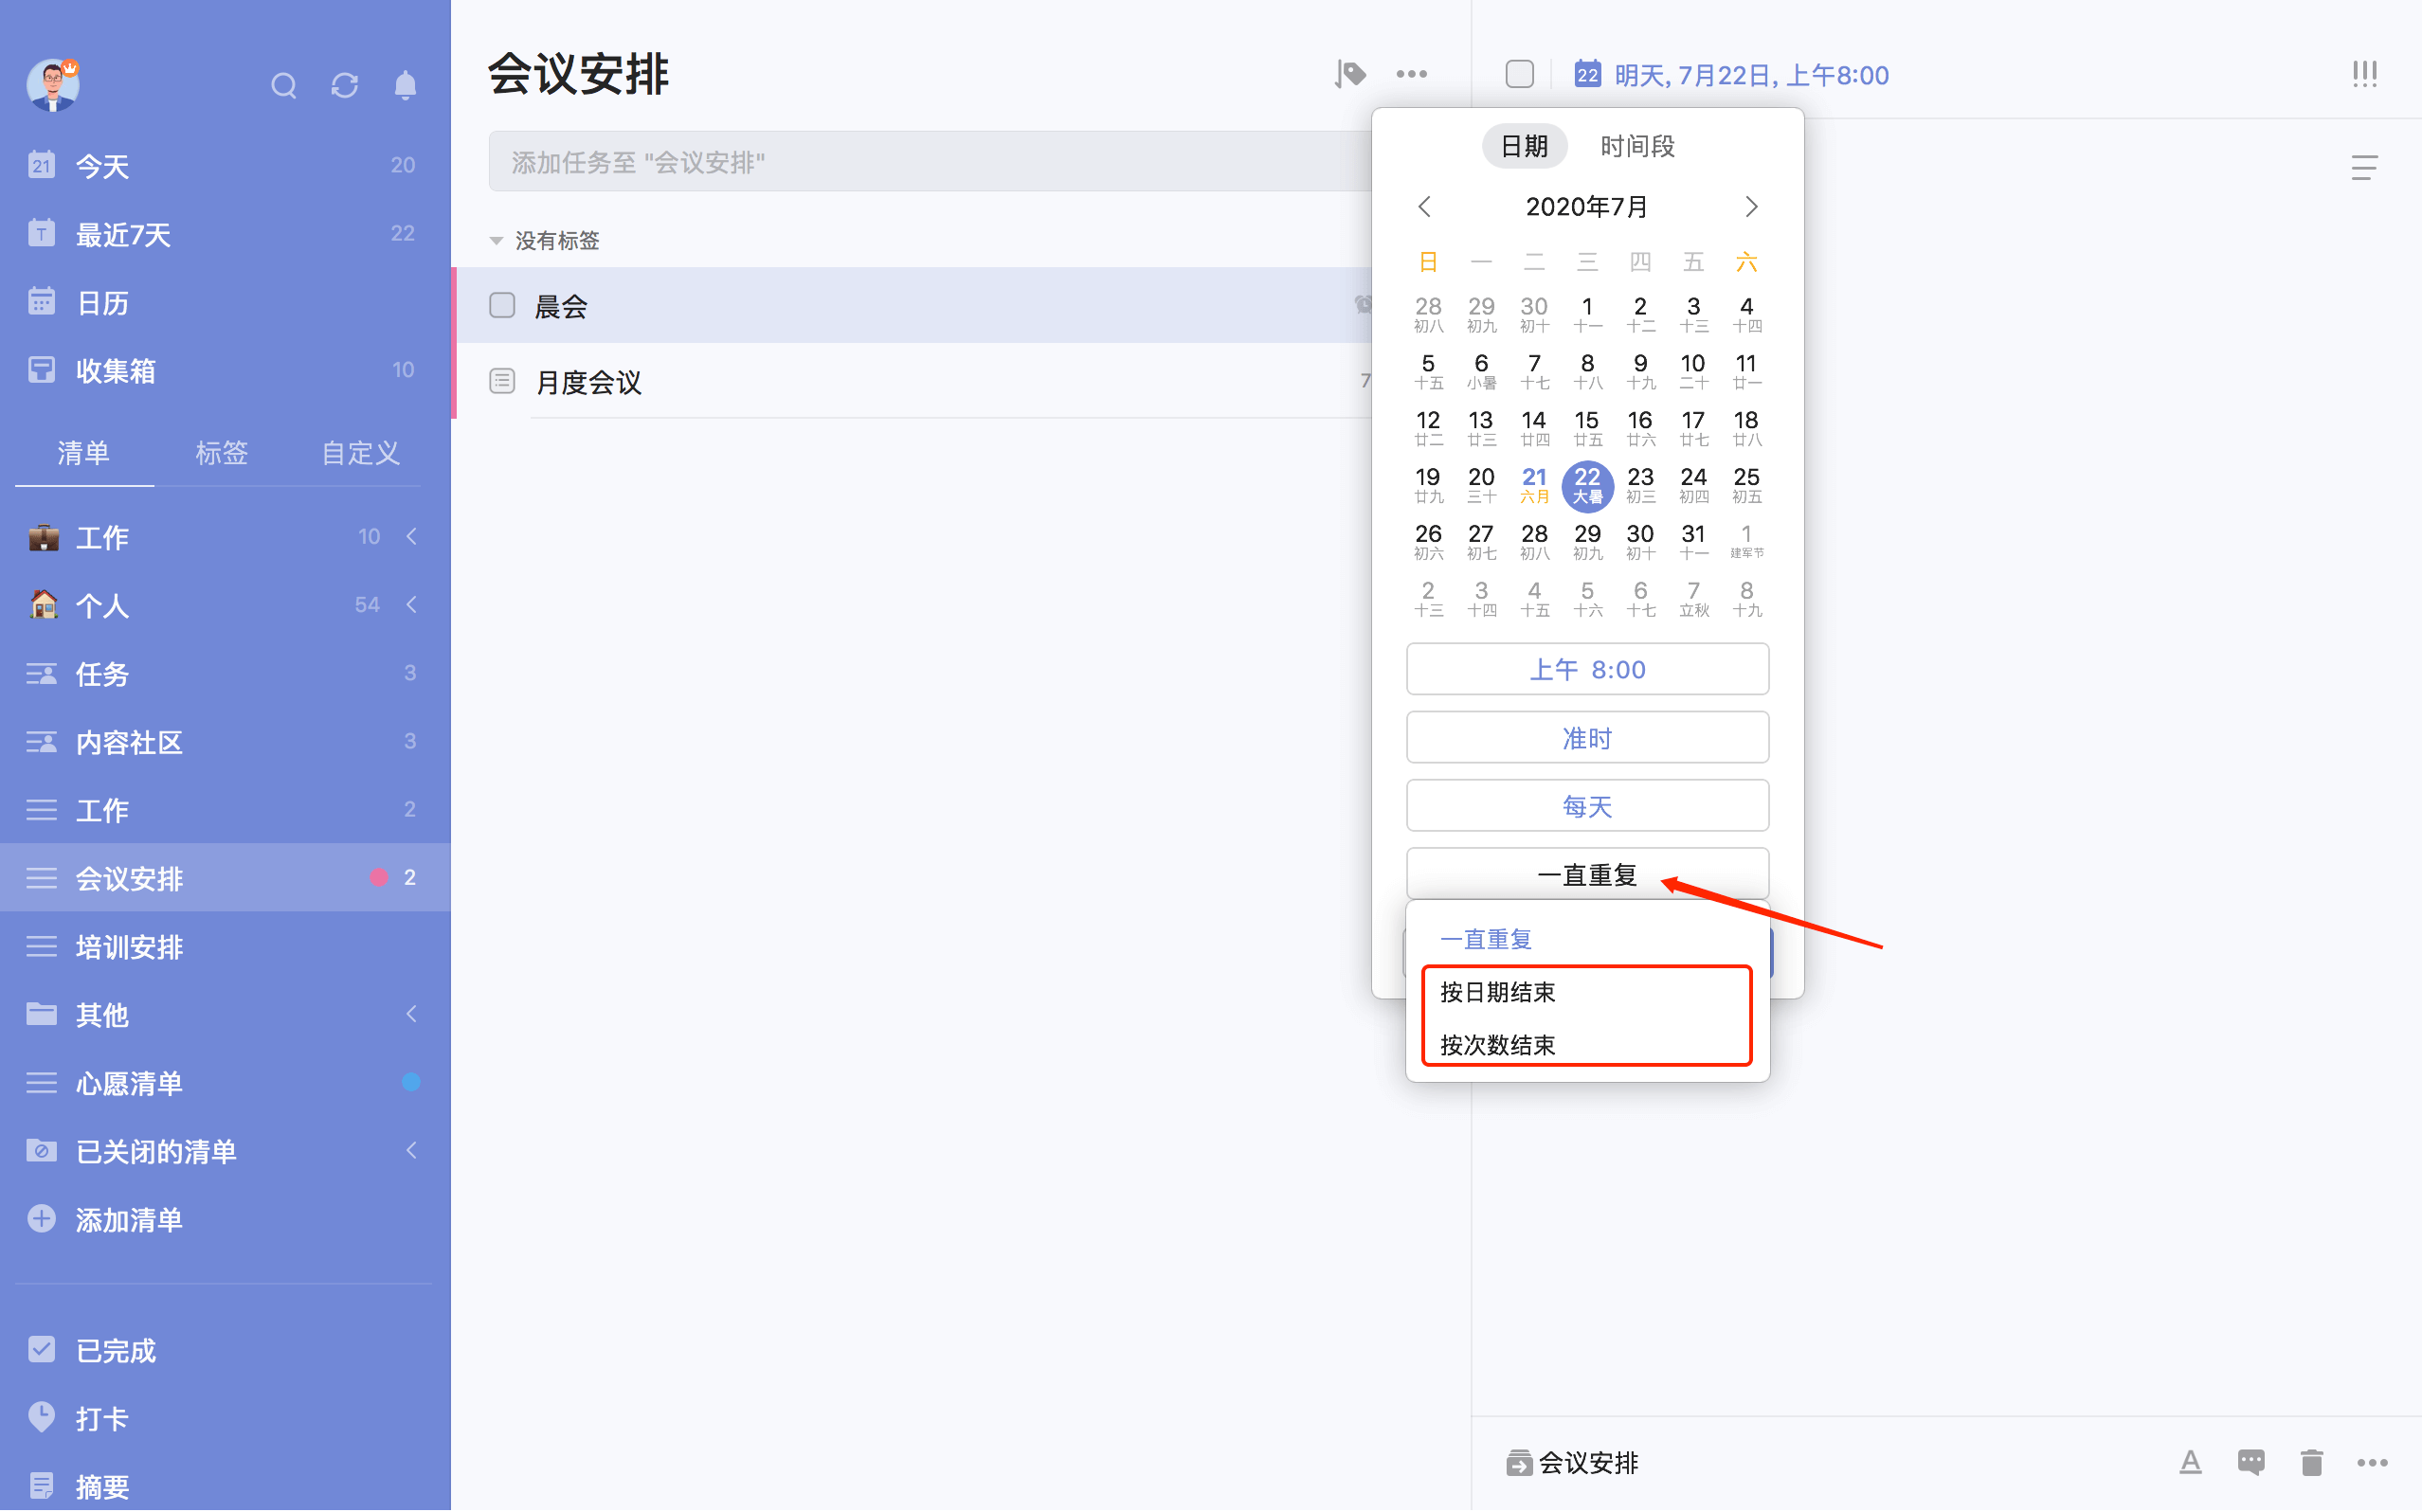 21 今天 20
T 最近7天 22
日历
收集箱 10
清单 标签 自定义
工作 10
个人 54
任务 3
内容社区 3
工作 2
会议安排 2
培训安排
其他
心愿清单
已关闭的清单
添加清单
已完成
打卡
摘要
会议安排
添加任务至 "会议安排"
没有标签
晨会
月度会议 7
22 明天, 7月22日, 上午8:00
日期 时间段
2020年7月
日 一 二 三 四 五 六
28 29 30 1 2 3 4
初八 初九 初十 十一 十二 十三 十四
5 6 7 8 9 10 11
十五 小暑 十七 十八 十九 二十 廿一
12 13 14 15 16 17 18
廿二 廿三 廿四 廿五 廿六 廿七 廿八
19 20 21 22 23 24 25
廿九 三十 六月 大暑 初三 初四 初五
26 27 28 29 30 31 1
初六 初七 初八 初九 初十 十一 建军节
2 3 4 5 6 7 8
十三 十四 十五 十六 十七 立秋 十九
上午 8:00
准时
每天
一直重复
一直重复
按日期结束
按次数结束
会议安排
A